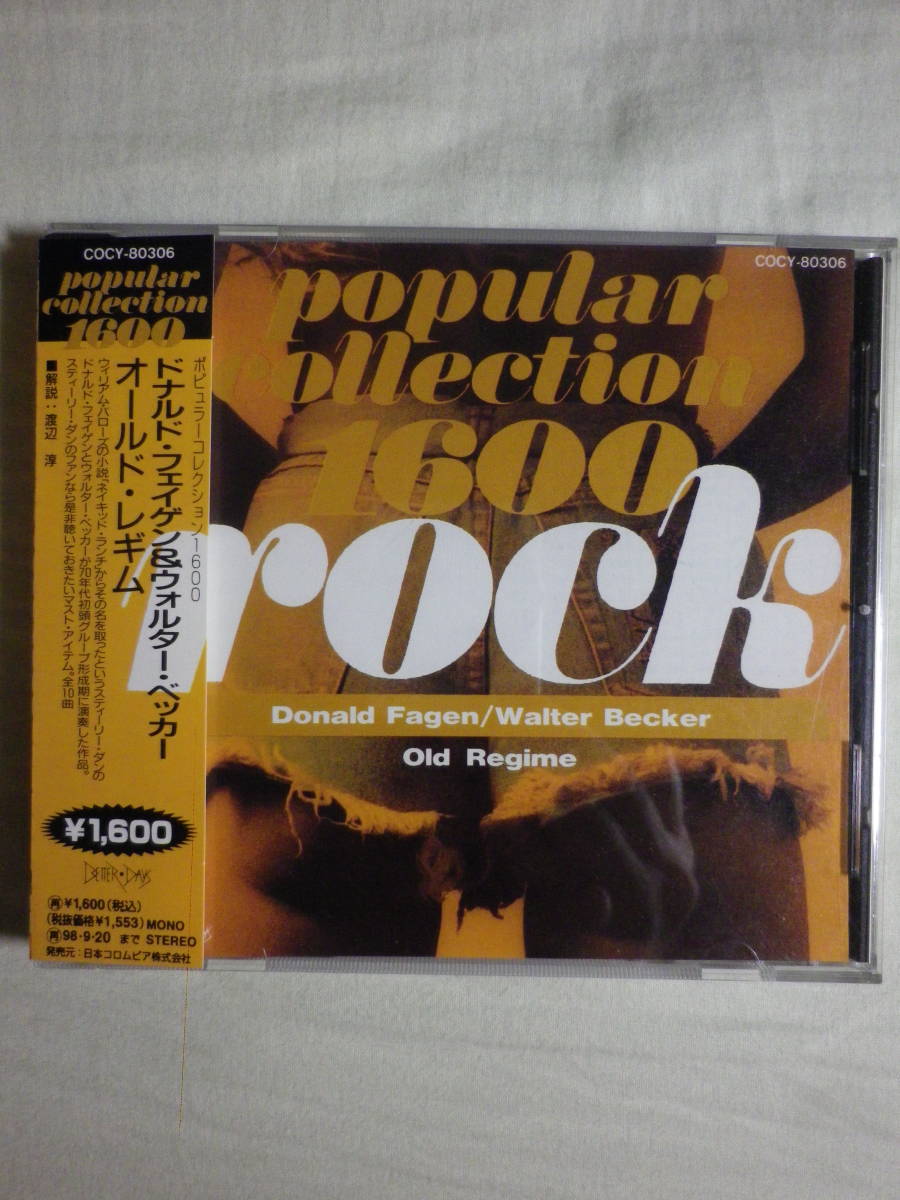 COCY-80306
popular
collection
1600
ポピュラーコレクション1600
ドナルド・フェイゲン&ウォルター・ベッカー
オールド・レギム
ウィリアム・バローズの小説「ネイキッド・ランチ」からその名を取ったというスティーリー・ダンの
ドナルド・フェイゲンとウォルター・ベッカーが70年代初頭グループ形成期に演奏した作品。
スティーリー・ダンのファンなら是非聴いておきたいマスト・アイテム。全10曲
■解説:渡辺 淳
¥1,600
BETTER・DAYS
再¥1,600(税込)
(税抜価格¥1,553) MONO
再98・9・20 まで STEREO
発売元:日本コロムビア株式会社
COCY-80306
popular
collection
1600
rock
Donald Fagen/Walter Becker
Old Regime